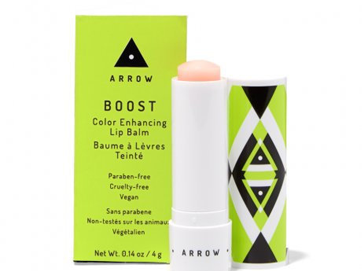 ARROW
BOOST
Color Enhancing
Lip Balm
Baume à Lèvres
Teinté
Paraben-free
Cruelty-free
Vegan
Sans parabene
Non-testés sur les animaux
Végétalien
Net Wt. 0.14 oz / 4g
ARROW